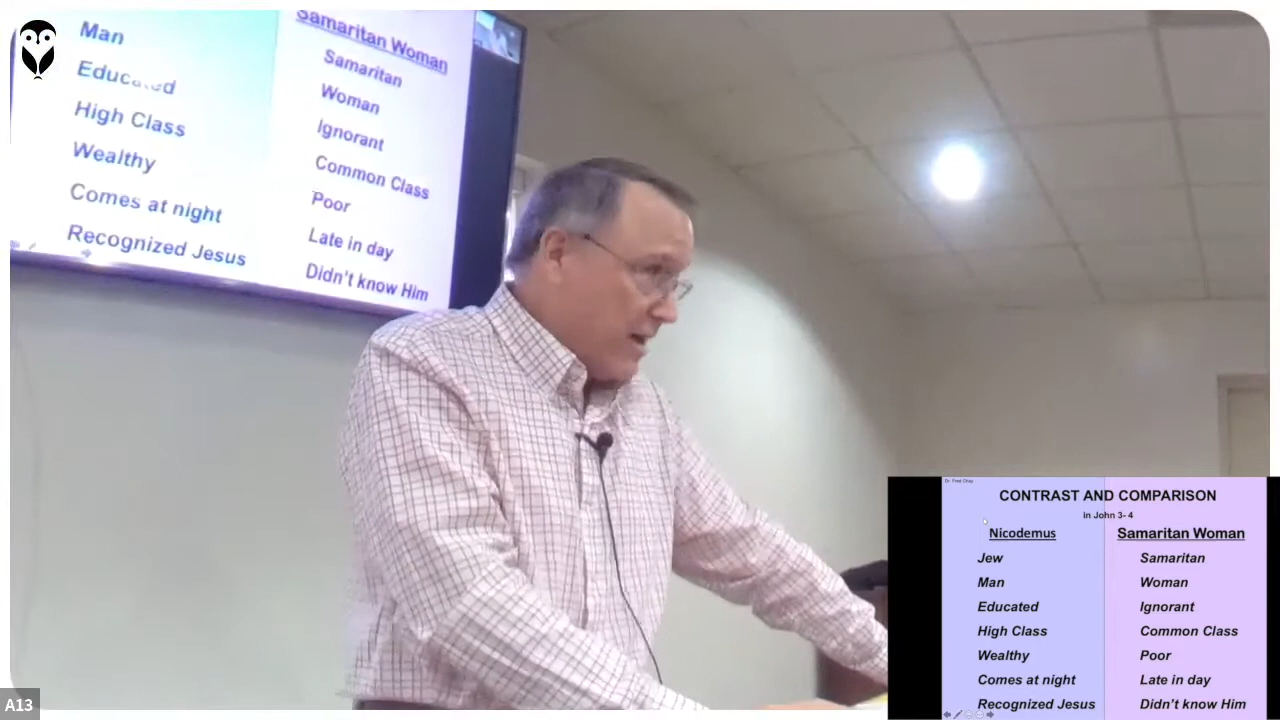 Samaritan Woman
Man Samaritan
Educated Woman
High Class Ignorant
Wealthy Common Class
Comes at night Poor
Recognized Jesus Late in day
Didn't know Him
A13
CONTRAST AND COMPARISON
in John 3- 4
Nicodemus Samaritan Woman
Jew Samaritan
Man Woman
Educated Ignorant
High Class Common Class
Wealthy Poor
Comes at night Late in day
Recognized Jesus Didn't know Him